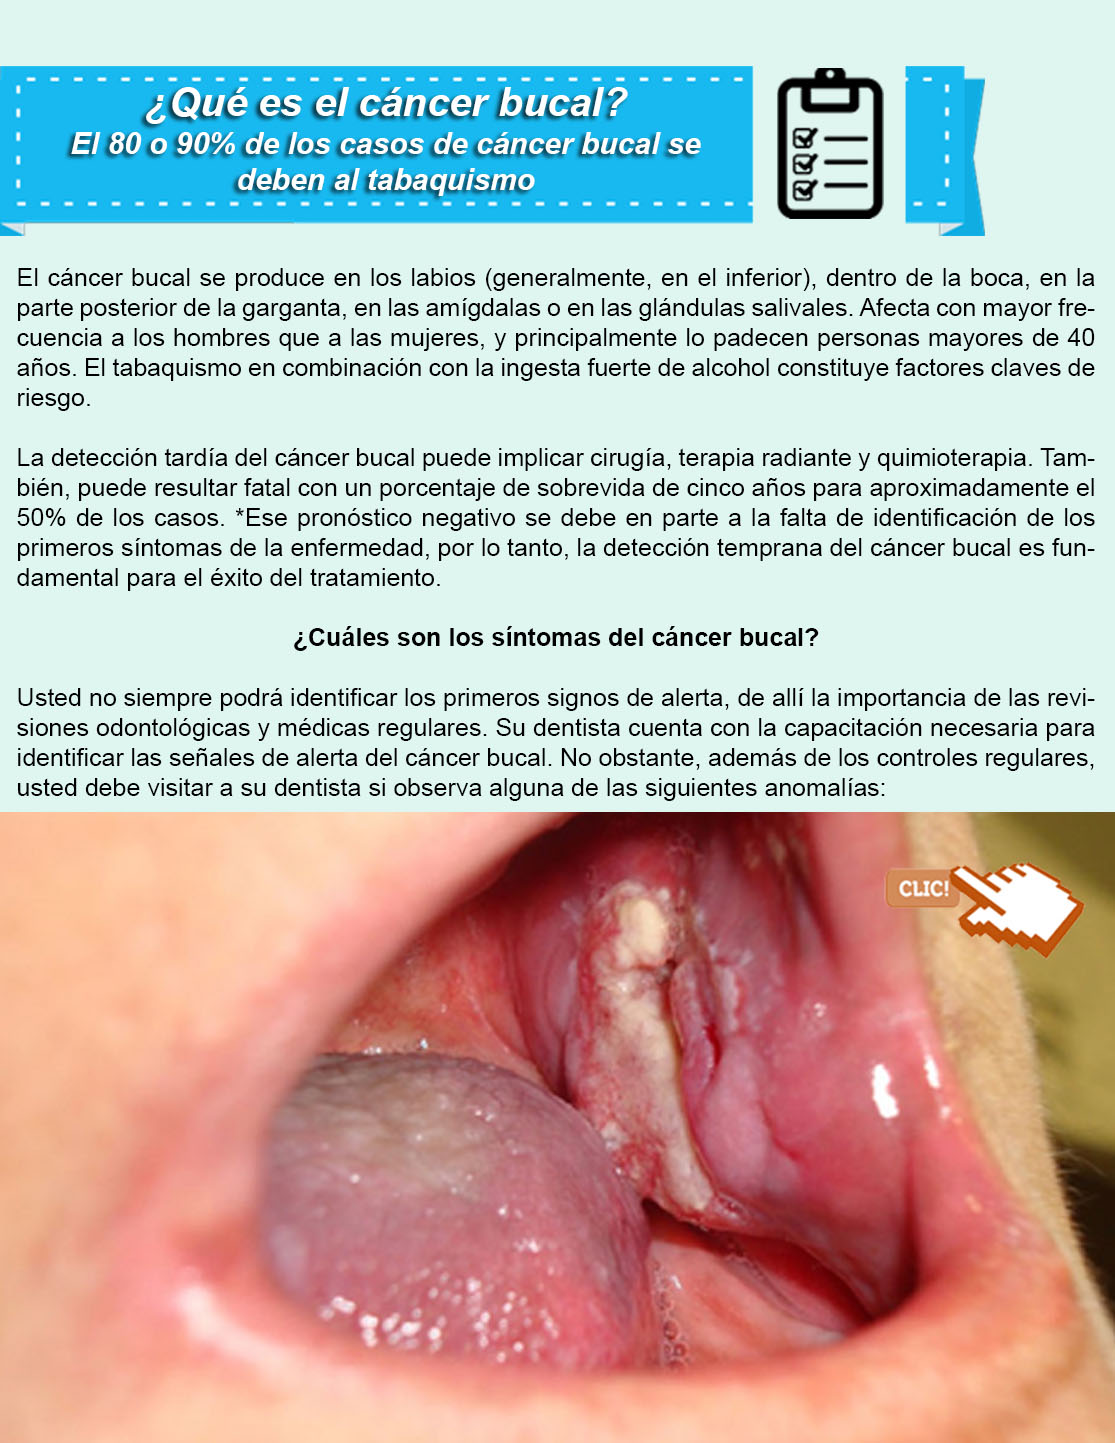 ¿Qué es el cáncer bucal?
El 80 o 90% de los casos de cáncer bucal se
deben al tabaquismo
El cáncer bucal se produce en los labios (generalmente, en el inferior), dentro de la boca, en la
parte posterior de la garganta, en las amígdalas o en las glándulas salivales. Afecta con mayor fre-
cuencia a los hombres que a las mujeres, y principalmente lo padecen personas mayores de 40
años. El tabaquismo en combinación con la ingesta fuerte de alcohol constituye factores claves de
riesgo.
La detección tardía del cáncer bucal puede implicar cirugía, terapia radiante y quimioterapia. Tam-
bién, puede resultar fatal con un porcentaje de sobrevida de cinco años para aproximadamente el
50% de los casos. *Ese pronóstico negativo se debe en parte a la falta de identificación de los
primeros síntomas de la enfermedad, por lo tanto, la detección temprana del cáncer bucal es fun-
damental para el éxito del tratamiento.
¿Cuáles son los síntomas del cáncer bucal?
Usted no siempre podrá identificar los primeros signos de alerta, de allí la importancia de las revi-
siones odontológicas y médicas regulares. Su dentista cuenta con la capacitación necesaria para
identificar las señales de alerta del cáncer bucal. No obstante, además de los controles regulares,
usted debe visitar a su dentista si observa alguna de las siguientes anomalías:
CLIC!